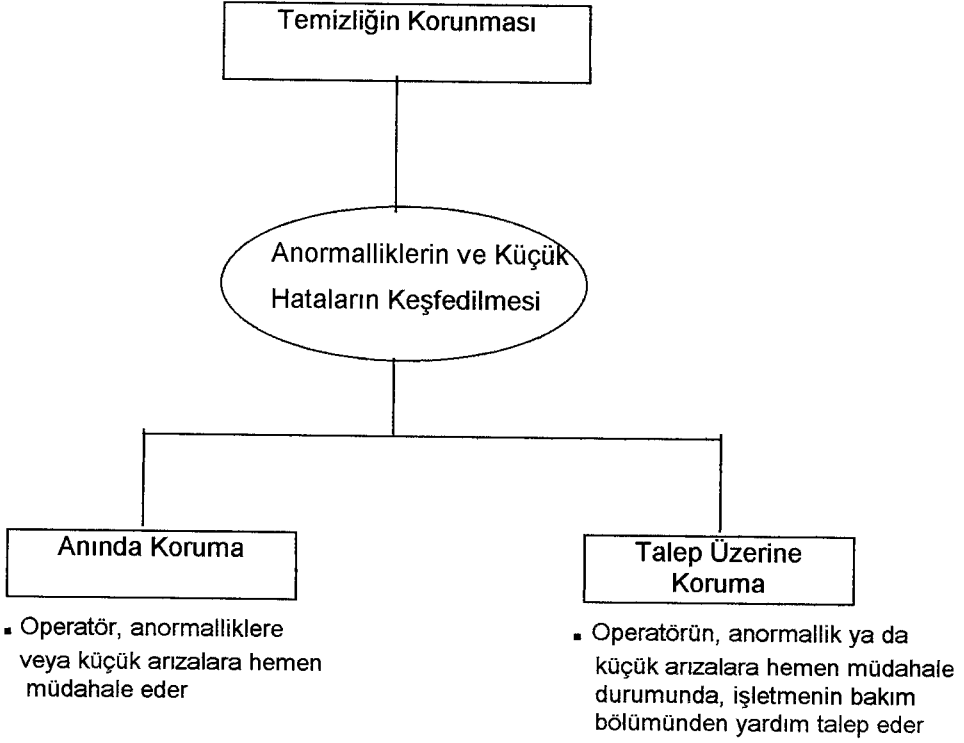 Temizliğin Korunması
Anormalliklerin ve Küçük
Hataların Keşfedilmesi
Anında Koruma
▪ Operatör, anormalliklere
veya küçük arızalara hemen
müdahale eder
Talep Üzerine
Koruma
▪ Operatörün, anormallik ya da
küçük arızalara hemen müdahale
durumunda, işletmenin bakım
bölümünden yardım talep eder